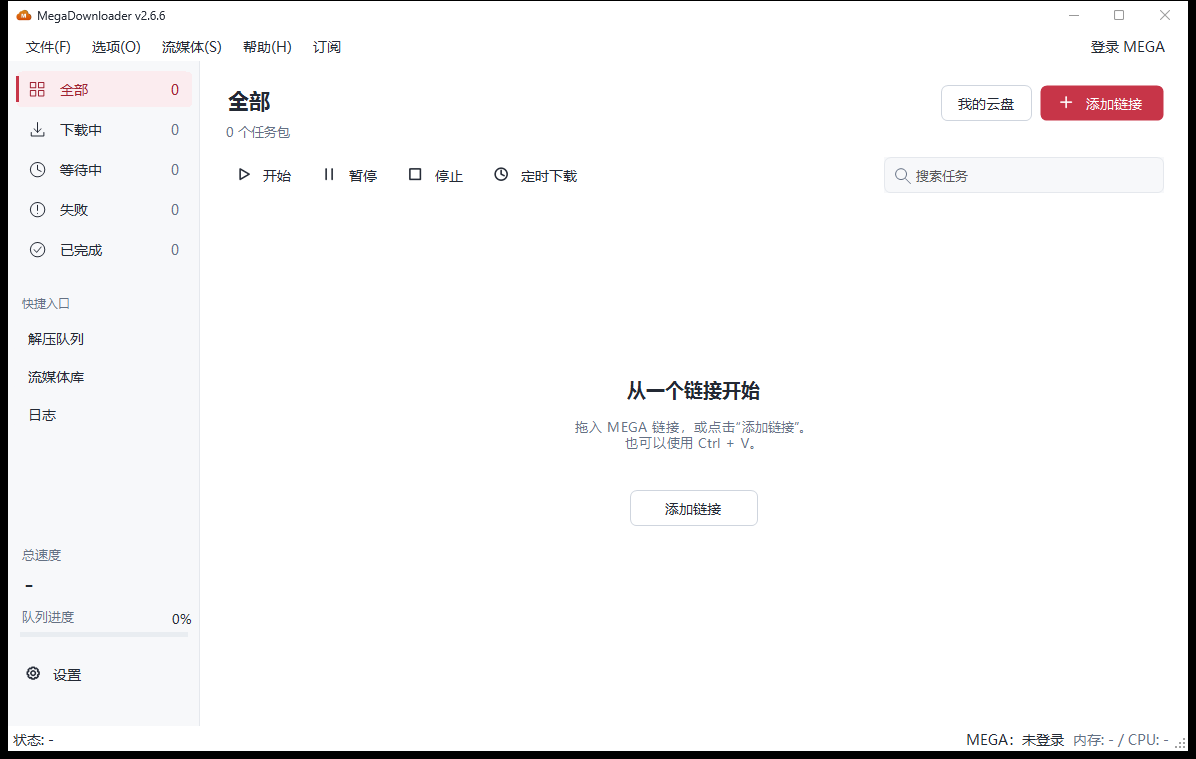 MegaDownloader v2.6.6
文件(F) 选项(O) 流媒体(S) 帮助(H) 订阅 登录 MEGA
全部 0
下载中 0
等待中 0
失败 0
已完成 0
快捷入口
解压队列
流媒体库
日志
总速度
-
队列进度 0%
设置
全部
0 个任务包
我的云盘 添加链接
开始 暂停 停止 定时下载 搜索任务
从一个链接开始
拖入 MEGA 链接，或点击“添加链接”。
也可以使用 Ctrl + V。
添加链接
状态: - MEGA：未登录 内存: - / CPU: -